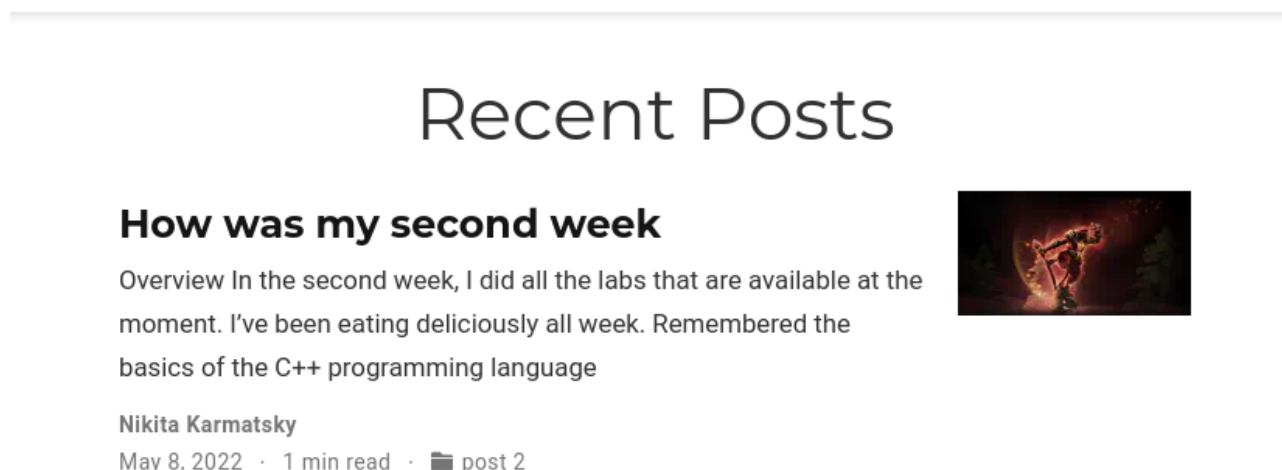 Recent Posts
How was my second week
Overview In the second week, I did all the labs that are available at the
moment. I’ve been eating deliciously all week. Remembered the
basics of the C++ programming language
Nikita Karmatsky
May 8, 2022 · 1 min read · post 2